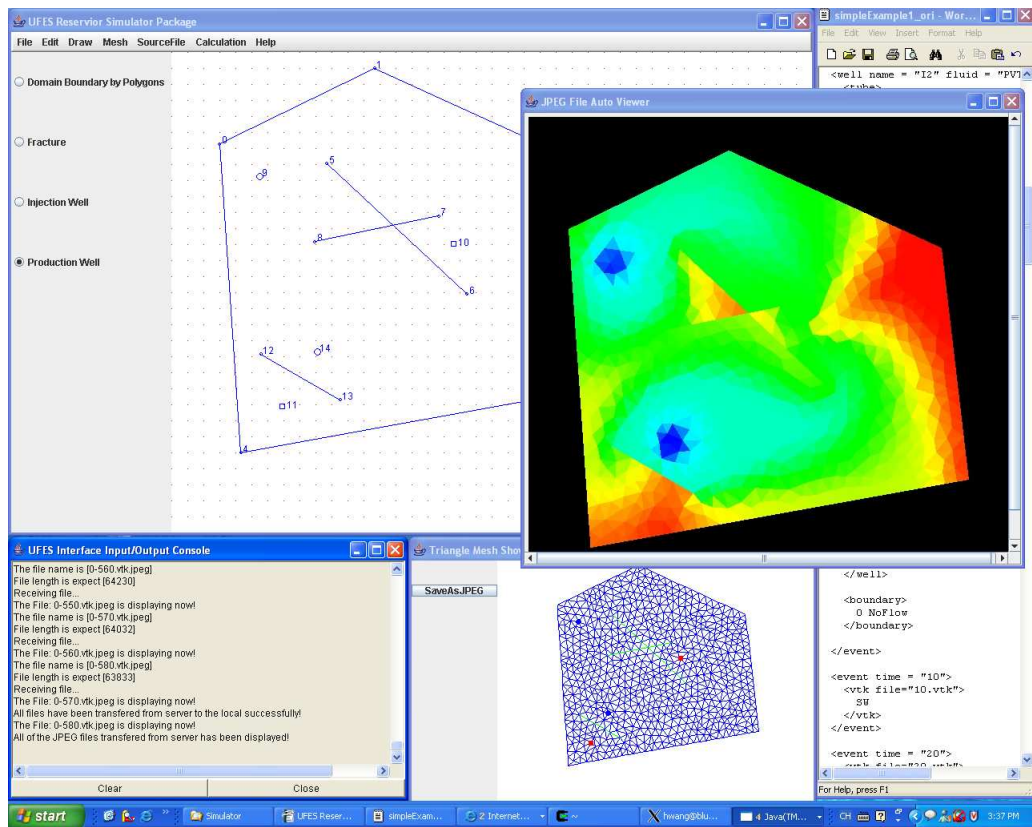 UFES Reservior Simulator Package
File Edit Draw Mesh SourceFile Calculation Help
Domain Boundary by Polygons
Fracture
Injection Well
Production Well
0
1
5
9
7
8
10
6
12
14
13
11
4
simpleExample1_ori - Wor...
File Edit View Insert Format Help
<well name = "I2" fluid = "PVT
<tube>
JPEG File Auto Viewer
UFES Interface Input/Output Console
The file name is [0-560.vtk.jpeg]
File length is expect [64230]
Receiving file...
The File: 0-550.vtk.jpeg is displaying now!
The file name is [0-570.vtk.jpeg]
File length is expect [64032]
Receiving file...
The File: 0-560.vtk.jpeg is displaying now!
The file name is [0-580.vtk.jpeg]
File length is expect [63833]
Receiving file...
The File: 0-570.vtk.jpeg is displaying now!
All files have been transfered from server to the local successfully!
The File: 0-580.vtk.jpeg is displaying now!
All of the JPEG files transfered from server has been displayed!
Clear
Close
Triangle Mesh Show
SaveAsJPEG
</well>
<boundary>
0 NoFlow
</boundary>
</event>
<event time = "10">
<vtk file="10.vtk">
SW
</vtk>
</event>
<event time = "20">
<vtk file="20.vtk">
For Help, press F1
start
Simulator
UFES Reser...
simpleExam...
2 Internet...
~
hwang@blu...
4 Java(TM...
CH
3:37 PM